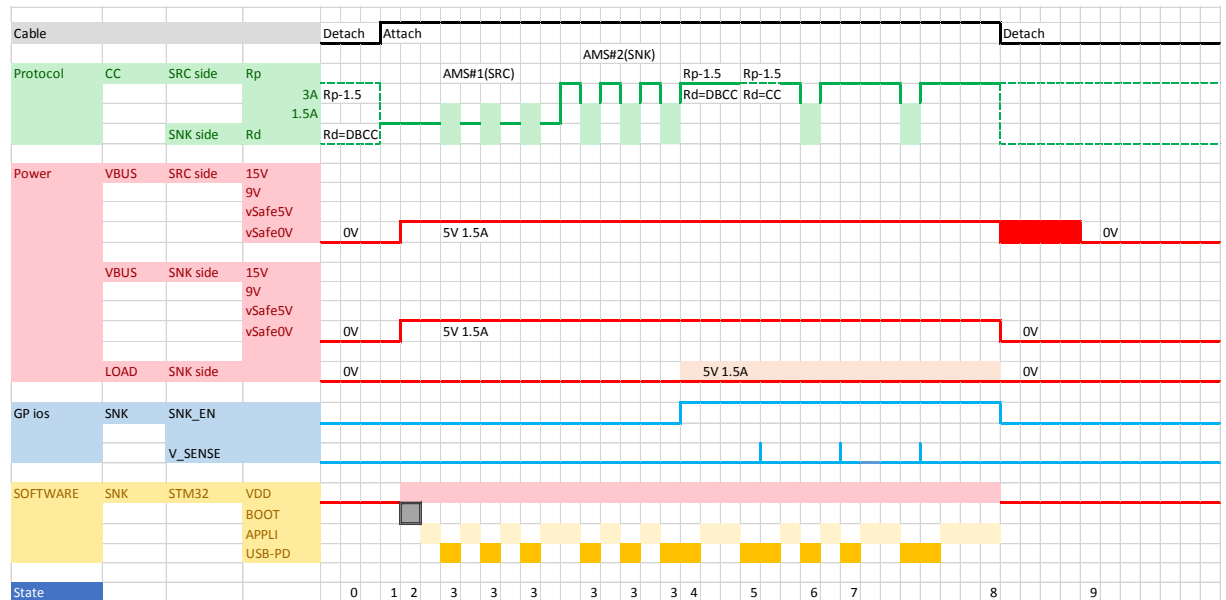 Cable Detach Attach Detach
AMS#2(SNK)
Protocol CC SRC side Rp AMS#1(SRC) Rp-1.5 Rp-1.5
3A Rp-1.5 Rd=DBCC Rd=CC
1.5A
SNK side Rd Rd=DBCC
Power VBUS SRC side 15V
9V
vSafe5V
vSafe0V 0V 5V 1.5A 0V
VBUS SNK side 15V
9V
vSafe5V
vSafe0V 0V 5V 1.5A 0V
LOAD SNK side 0V 5V 1.5A 0V
GP ios SNK SNK_EN
V_SENSE
SOFTWARE SNK STM32 VDD
BOOT
APPLI
USB-PD
State 0 1 2 3 3 3 3 3 3 4 5 6 7 8 9